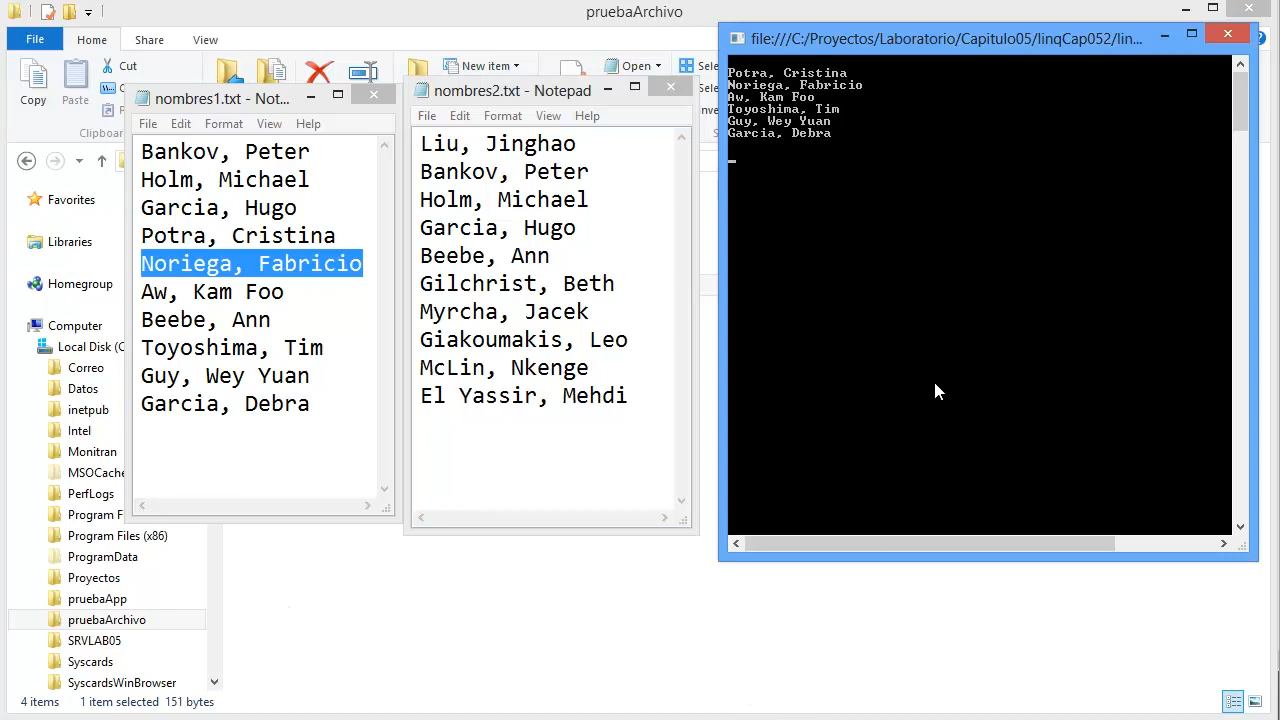 pruebaArchivo
File
Home
Share
View
Copy
Paste
Cut
New item
Open
Clipboard
nombres1.txt - Not...
File Edit Format View Help
Bankov, Peter
Holm, Michael
Garcia, Hugo
Potra, Cristina
Noriega, Fabricio
Aw, Kam Foo
Beebe, Ann
Toyoshima, Tim
Guy, Wey Yuan
Garcia, Debra
nombres2.txt - Notepad
File Edit Format View Help
Liu, Jinghao
Bankov, Peter
Holm, Michael
Garcia, Hugo
Beebe, Ann
Gilchrist, Beth
Myrcha, Jacek
Giakoumakis, Leo
McLin, Nkenge
El Yassir, Mehdi
file:///C:/Proyectos/Laboratorio/Capitulo05/linqCap052/lin...
Potra, Cristina
Noriega, Fabricio
Aw, Kam Foo
Toyoshima, Tim
Guy, Wey Yuan
Garcia, Debra
Favorites
Libraries
Homegroup
Computer
Local Disk (C
Correo
Datos
inetpub
Intel
Monitran
MSOCache
PerfLogs
Program F
Program Files (x86)
ProgramData
Proyectos
pruebaApp
pruebaArchivo
SRVLAB05
Syscards
SyscardsWinBrowser
4 items 1 item selected 151 bytes